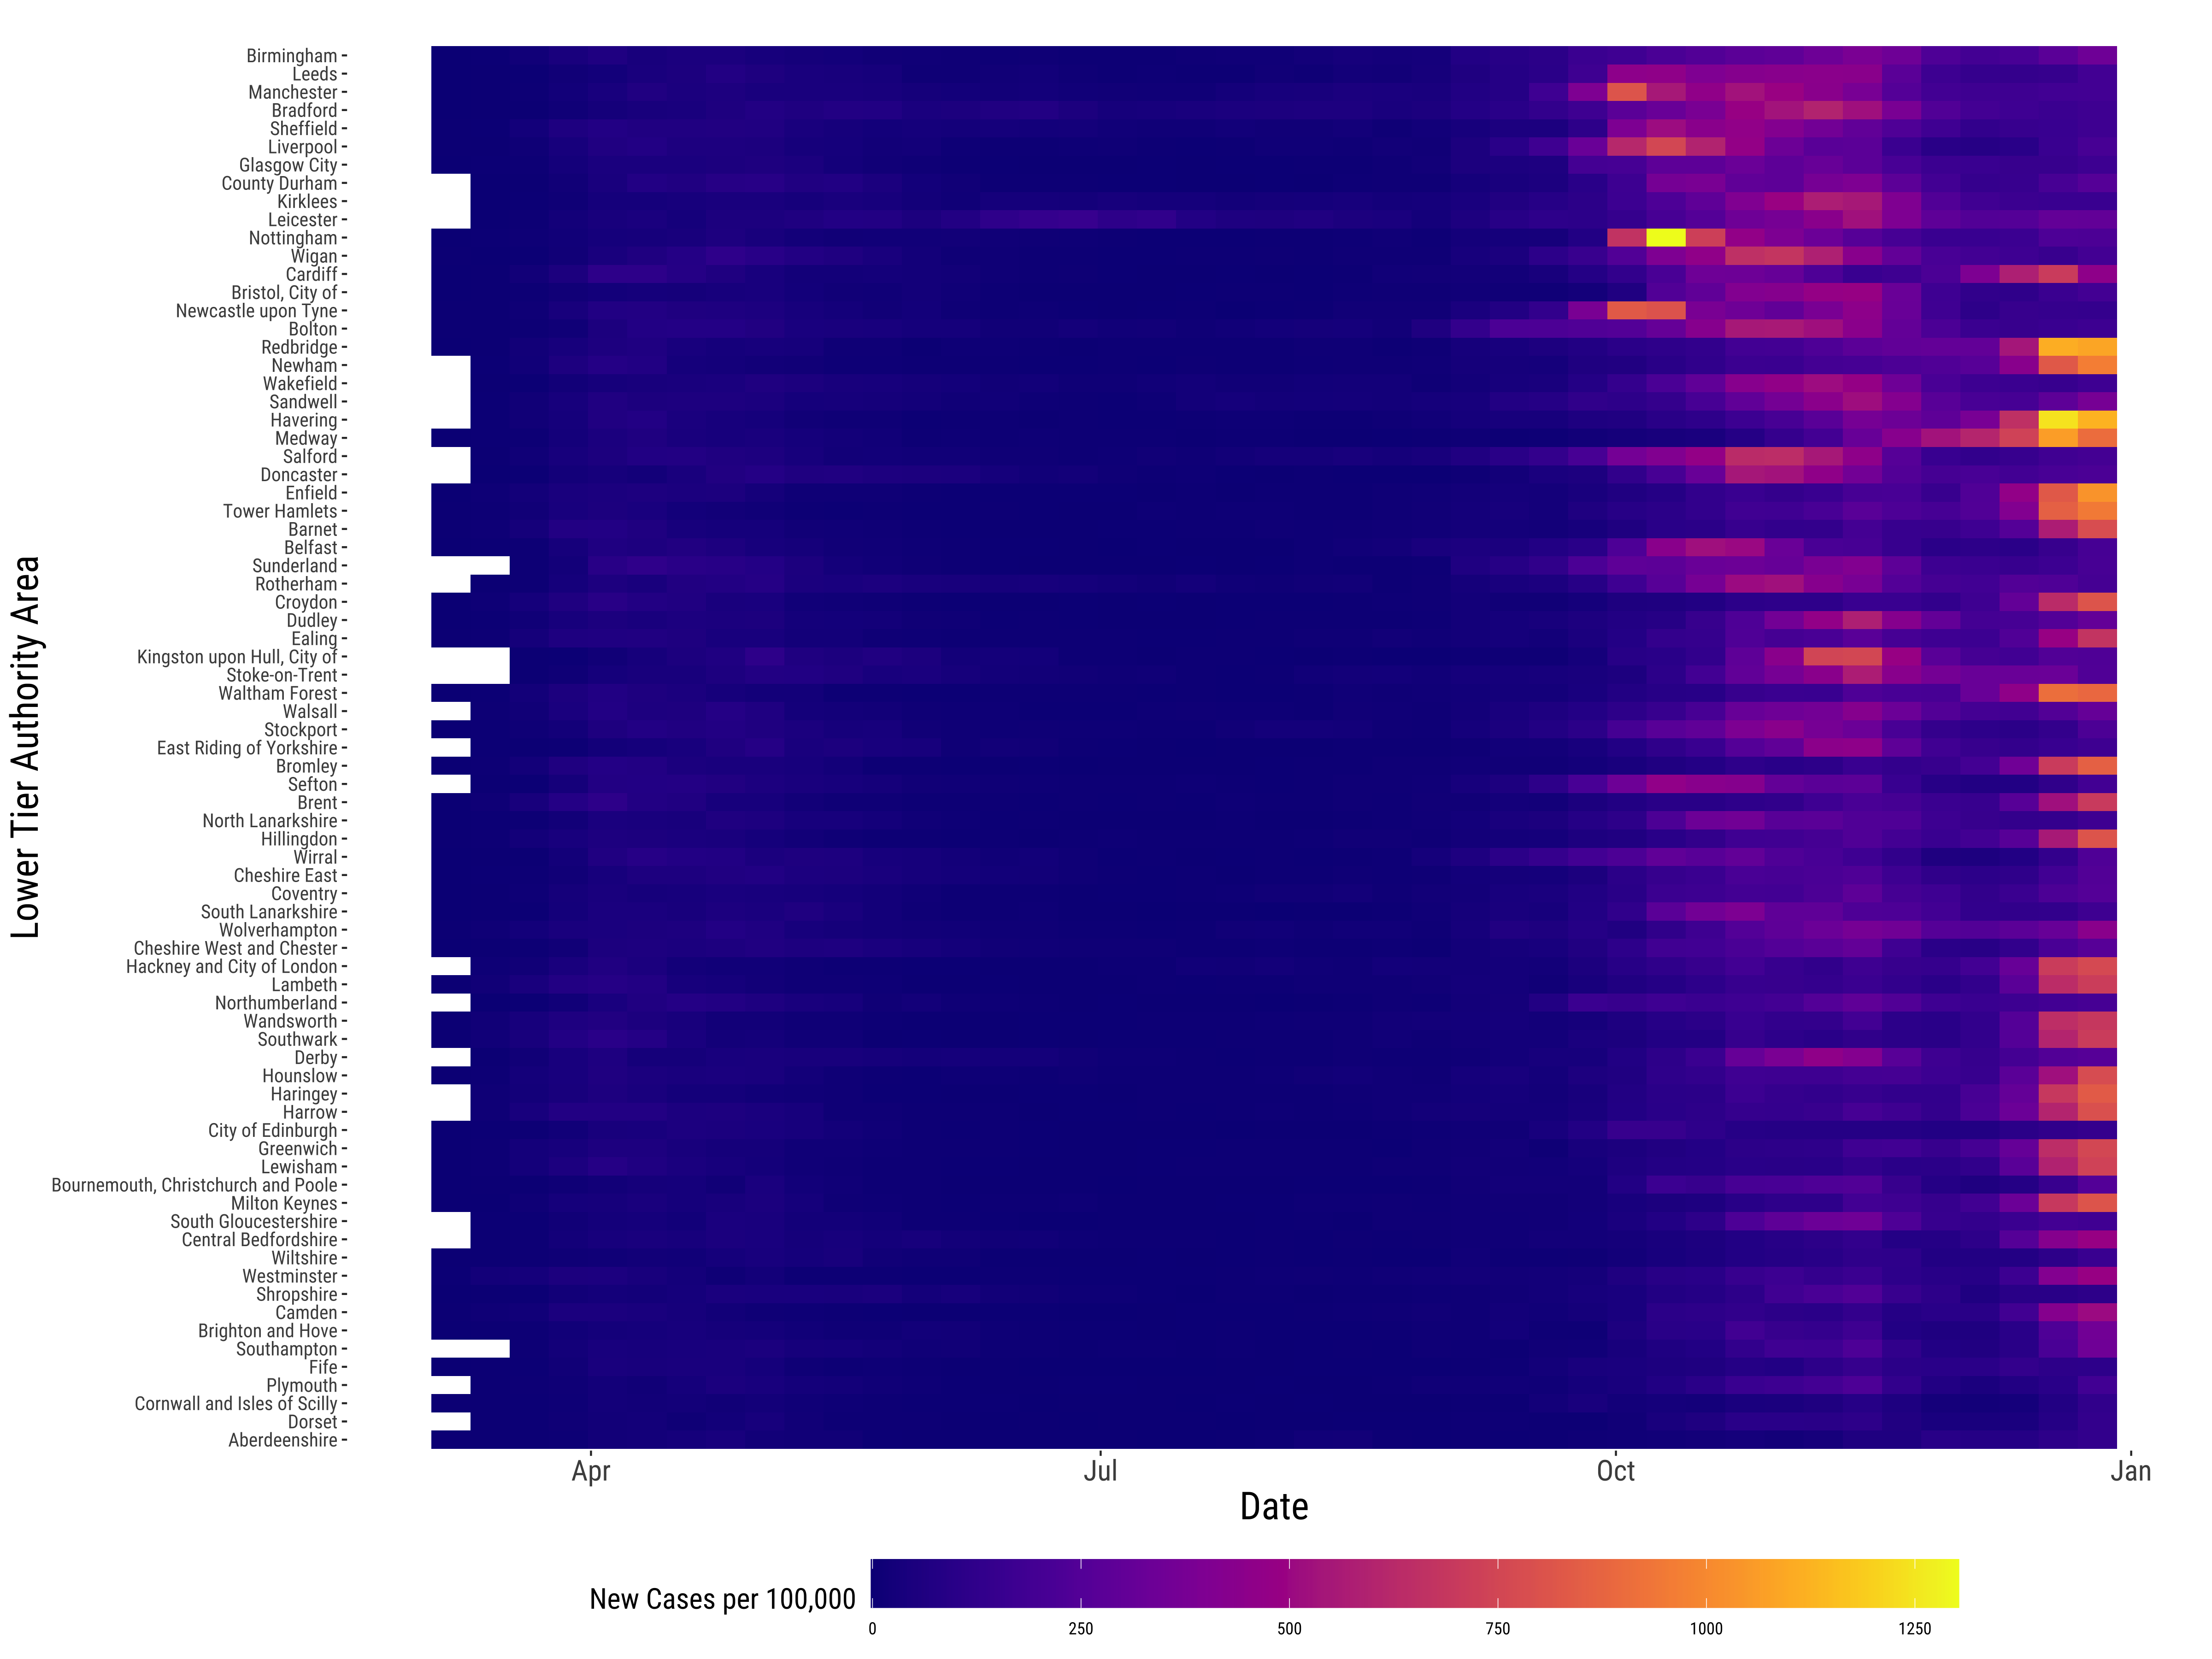 Lower Tier Authority Area
Birmingham
Leeds
Manchester
Bradford
Sheffield
Liverpool
Glasgow City
County Durham
Kirklees
Leicester
Nottingham
Wigan
Cardiff
Bristol, City of
Newcastle upon Tyne
Bolton
Redbridge
Newham
Wakefield
Sandwell
Havering
Medway
Salford
Doncaster
Enfield
Tower Hamlets
Barnet
Belfast
Sunderland
Rotherham
Croydon
Dudley
Ealing
Kingston upon Hull, City of
Stoke-on-Trent
Waltham Forest
Walsall
Stockport
East Riding of Yorkshire
Bromley
Sefton
Brent
North Lanarkshire
Hillingdon
Wirral
Cheshire East
Coventry
South Lanarkshire
Wolverhampton
Cheshire West and Chester
Hackney and City of London
Lambeth
Northumberland
Wandsworth
Southwark
Derby
Hounslow
Haringey
Harrow
City of Edinburgh
Greenwich
Lewisham
Bournemouth, Christchurch and Poole
Milton Keynes
South Gloucestershire
Central Bedfordshire
Wiltshire
Westminster
Shropshire
Camden
Brighton and Hove
Southampton
Fife
Plymouth
Cornwall and Isles of Scilly
Dorset
Aberdeenshire
Apr Jul Oct Jan
Date
New Cases per 100,000
0 250 500 750 1000 1250